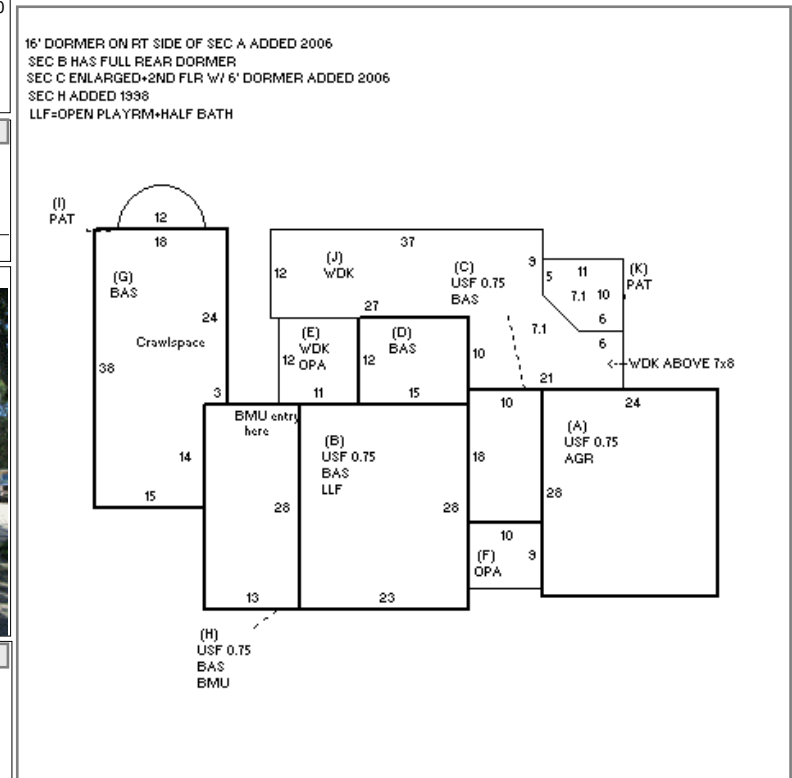 16' DORMER ON RT SIDE OF SEC A ADDED 2006
SEC B HAS FULL REAR DORMER
SEC C ENLARGED+2ND FLR W/ 6' DORMER ADDED 2006
SEC H ADDED 1998
LLF=OPEN PLAYRM+HALF BATH
(I)
PAT
12
18
(G)
BAS
24
Crawlspace
38
3
14
15
37
(J)
WDK
12
27
(C)
USF 0.75
BAS
9
5
11
7.1
10
6
(K)
PAT
7.1
6
<--WDK ABOVE 7x8
(E)
WDK
OPA
12
11
(D)
BAS
12
15
10
21
10
24
BMU entry
here
(B)
USF 0.75
BAS
LLF
28
28
13
23
18
(A)
USF 0.75
AGR
28
10
(F)
OPA
9
(H)
USF 0.75
BAS
BMU